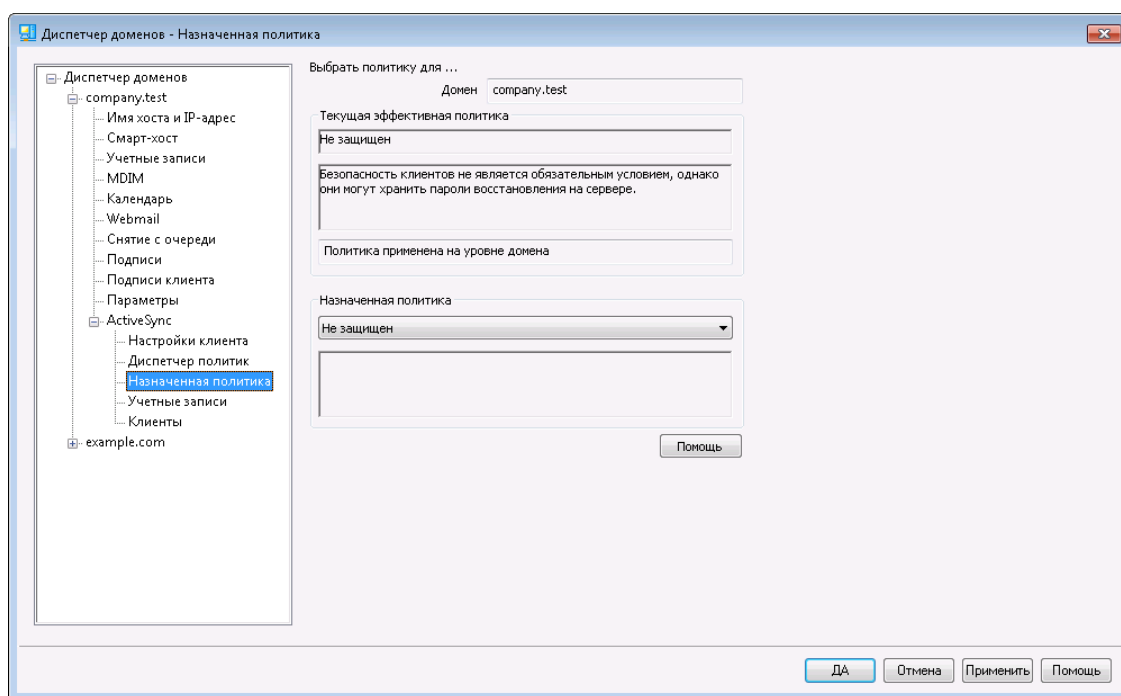 Диспетчер доменов - Назначенная политика
Диспетчер доменов
company.test
Имя хоста и IP-адрес
Смарт-хост
Учетные записи
MDIM
Календарь
Webmail
Снятие с очереди
Подписи
Подписи клиента
Параметры
ActiveSync
Настройки клиента
Диспетчер политик
Назначенная политика
Учетные записи
Клиенты
example.com
Выбрать политику для ...
Домен company.test
Текущая эффективная политика
Не защищен
Безопасность клиентов не является обязательным условием, однако
они могут хранить пароли восстановления на сервере.
Политика применена на уровне домена
Назначенная политика
Не защищен
Помощь
ДА Отмена Применить Помощь